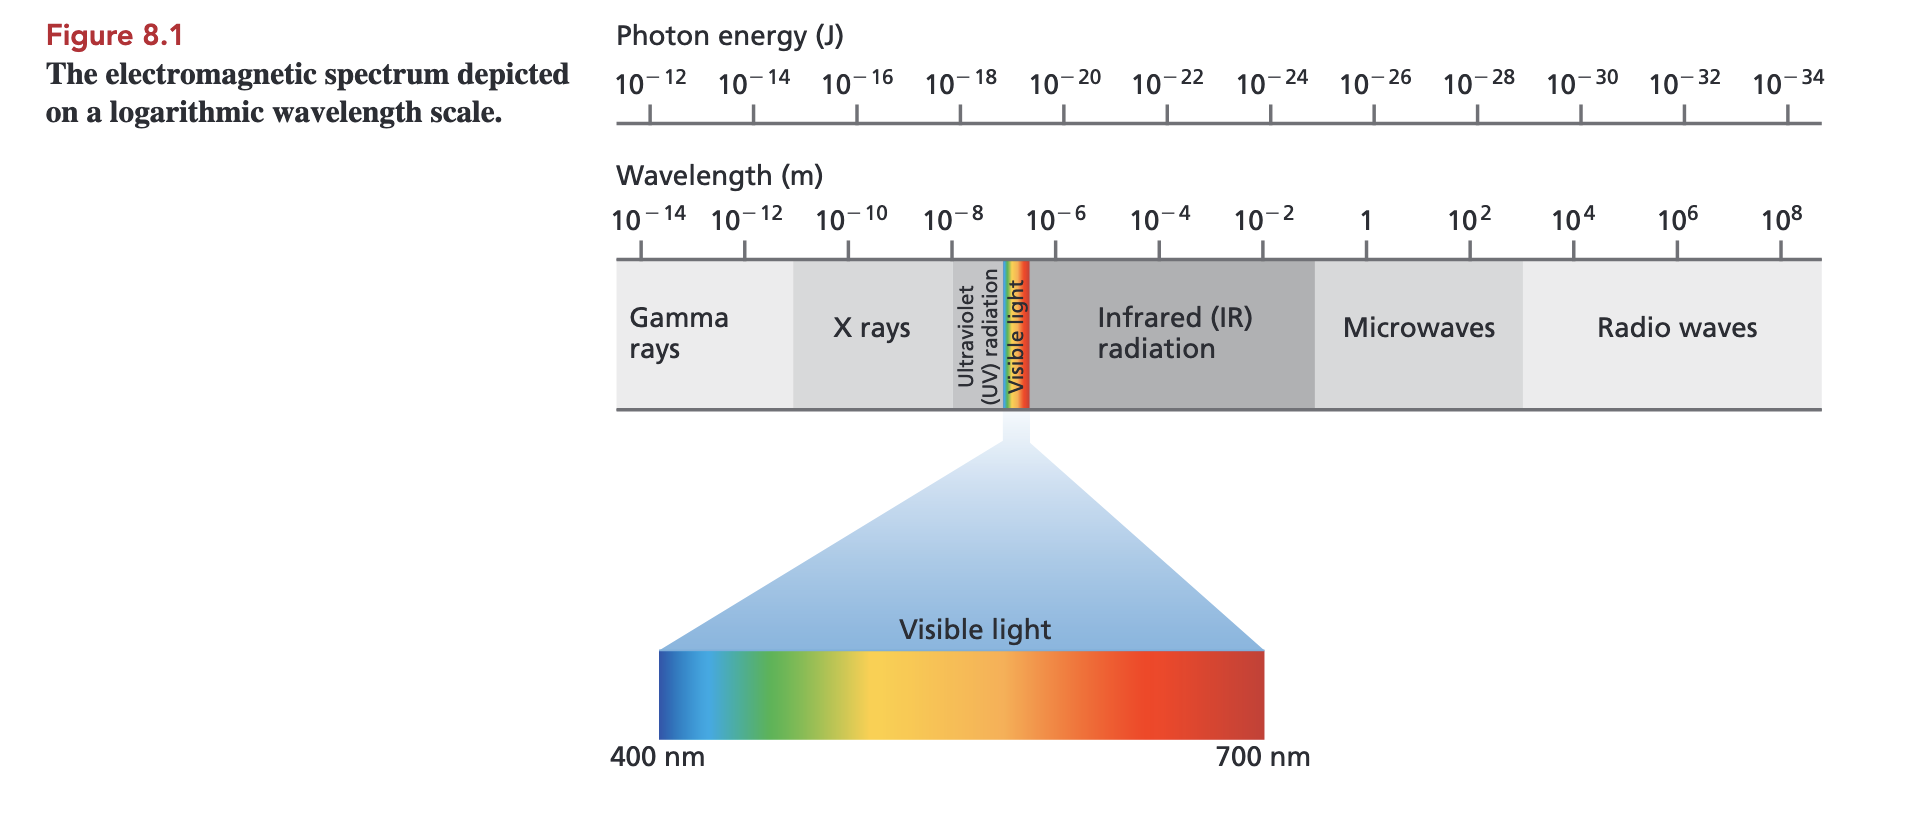 Figure 8.1
The electromagnetic spectrum depicted
on a logarithmic wavelength scale.
Photon energy (J)
10⁻¹² 10⁻¹⁴ 10⁻¹⁶ 10⁻¹⁸ 10⁻²⁰ 10⁻²² 10⁻²⁴ 10⁻²⁶ 10⁻²⁸ 10⁻³⁰ 10⁻³² 10⁻³⁴
Wavelength (m)
10⁻¹⁴ 10⁻¹² 10⁻¹⁰ 10⁻⁸ 10⁻⁶ 10⁻⁴ 10⁻² 1 10² 10⁴ 10⁶ 10⁸
Gamma
rays
X rays
Ultraviolet
(UV) radiation
Visible light
Infrared (IR)
radiation
Microwaves
Radio waves
Visible light
400 nm
700 nm